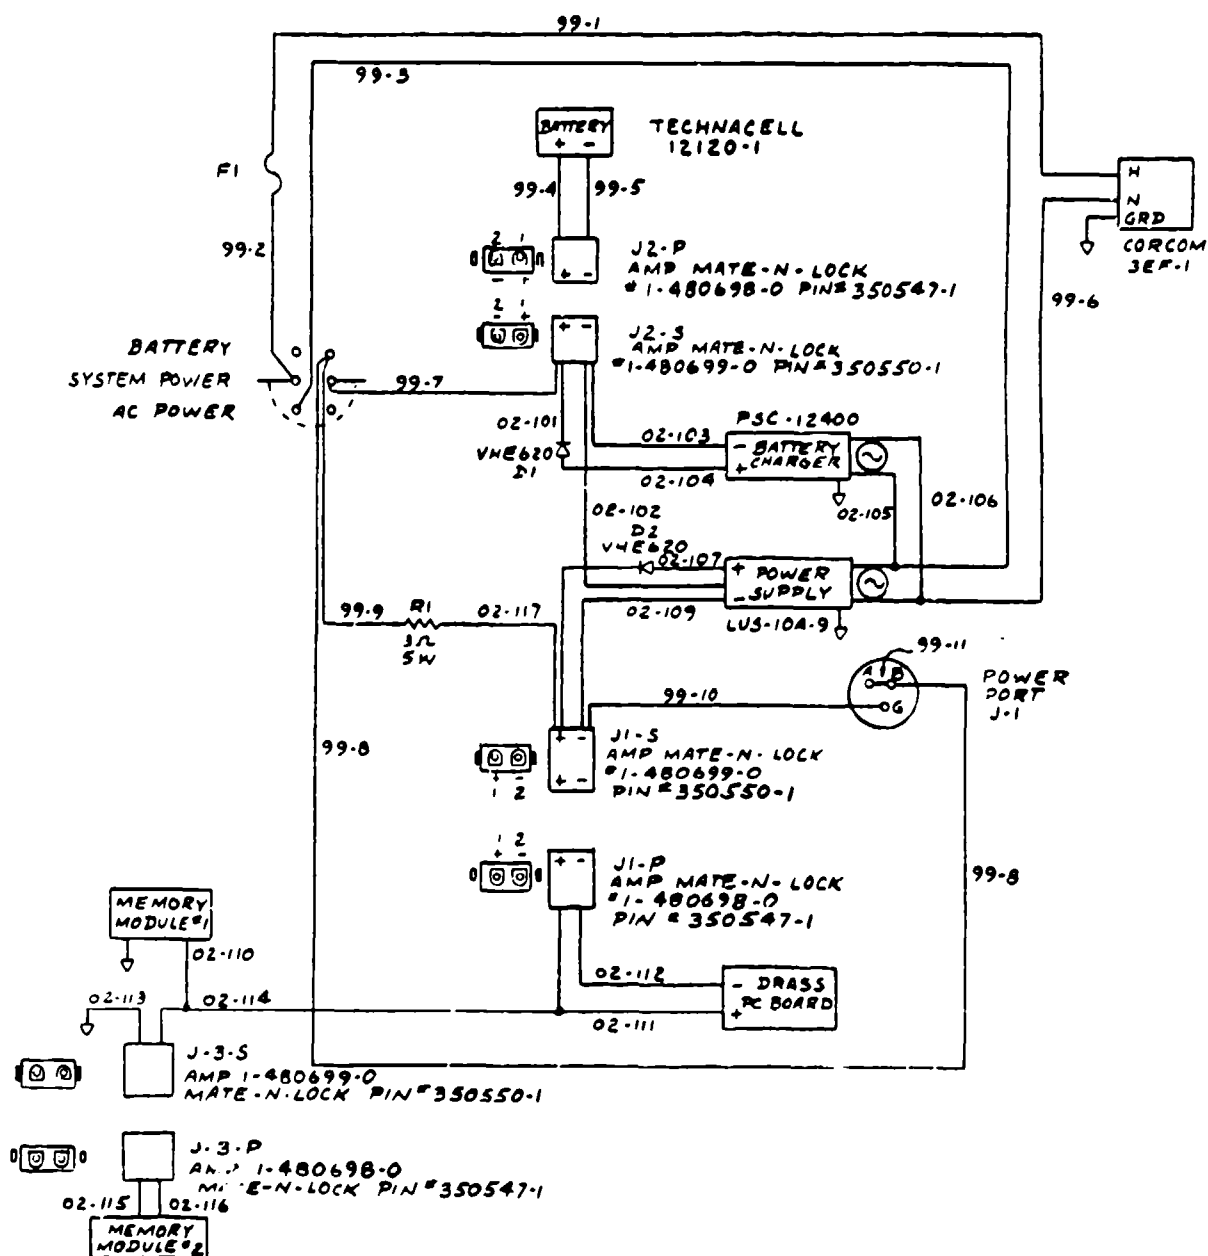 99-1
99-3
BATTERY
+ -
TECHNACELL
12120-1
F1
99-4
99-5
H
N
GRD
CORCOM
3EF-1
99-2
2 1
- +
+ -
J2-P
AMP MATE-N-LOCK
#1-480698-0 PIN#350547-1
99-6
2 1
- +
+ -
J2-S
AMP MATE-N-LOCK
#1-480699-0 PIN#350550-1
BATTERY
SYSTEM POWER
AC POWER
99-7
02-101
VHE620
D1
02-103
02-104
PSC-12400
- BATTERY
+ CHARGER
02-105
02-106
02-102
D2
VHE620
02-107
+ POWER
- SUPPLY
LUS-10A-9
02-109
99-9
R1
3Ω
5W
02-117
99-11
A B
G
POWER
PORT
J-1
99-10
99-8
+ -
+ -
+ -
1 2
J1-S
AMP MATE-N-LOCK
#1-480699-0
PIN#350550-1
1 2
+ -
+ -
J1-P
AMP MATE-N-LOCK
#1-480698-0
PIN#350547-1
99-8
MEMORY
MODULE#1
02-110
02-112
- DRASS
+ PC BOARD
02-111
02-113
02-114
J-3-S
AMP 1-480699-0
MATE-N-LOCK PIN#350550-1
J-3-P
1-480698-0
PIN#350547-1
02-115
02-116
MEMORY
MODULE#2